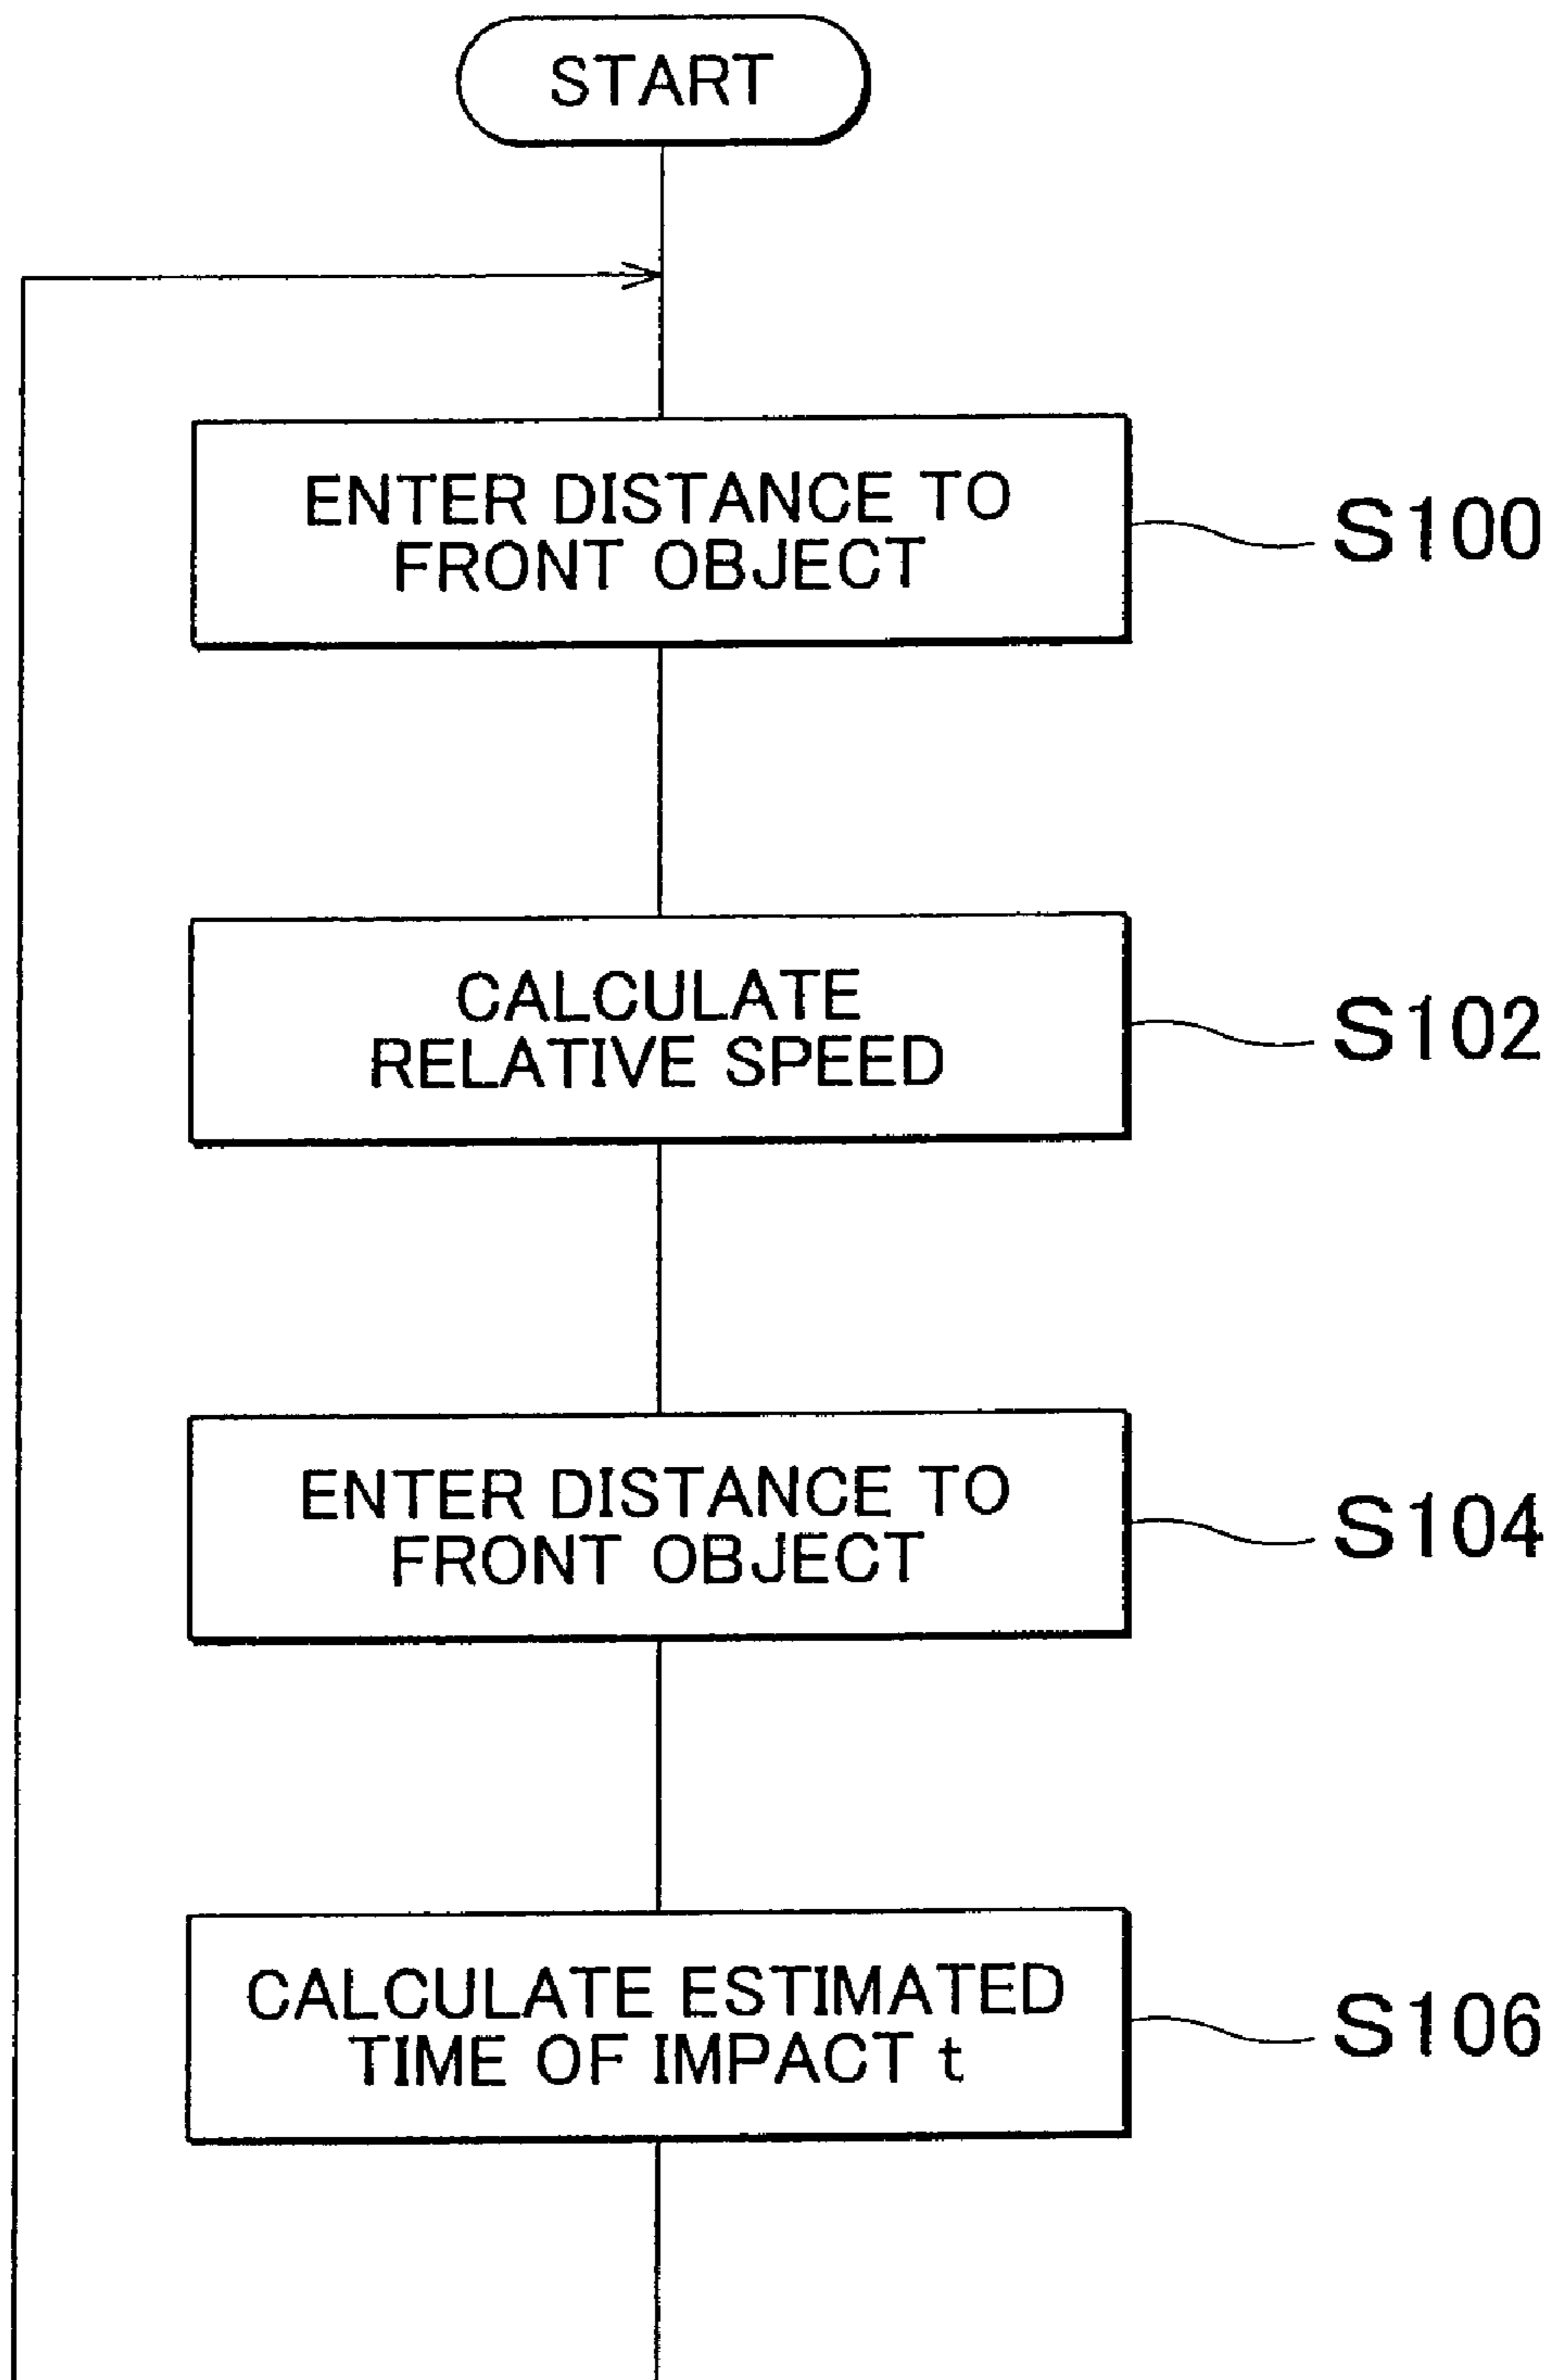 START
ENTER DISTANCE TO
FRONT OBJECT
S100
CALCULATE
RELATIVE SPEED
S102
ENTER DISTANCE TO
FRONT OBJECT
S104
CALCULATE ESTIMATED
TIME OF IMPACT t
S106